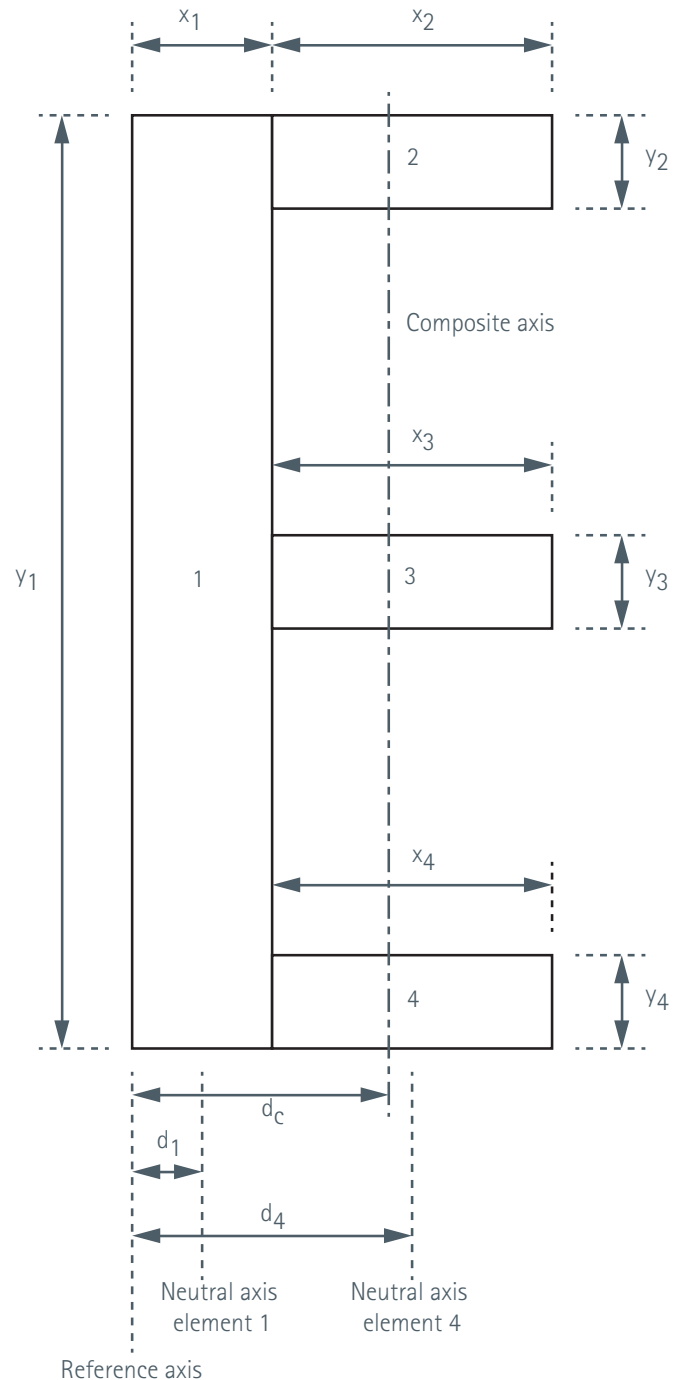 x1
x2
2
y2
Composite axis
x3
y1
1
3
y3
x4
4
y4
dc
d1
d4
Neutral axis
element 1
Neutral axis
element 4
Reference axis